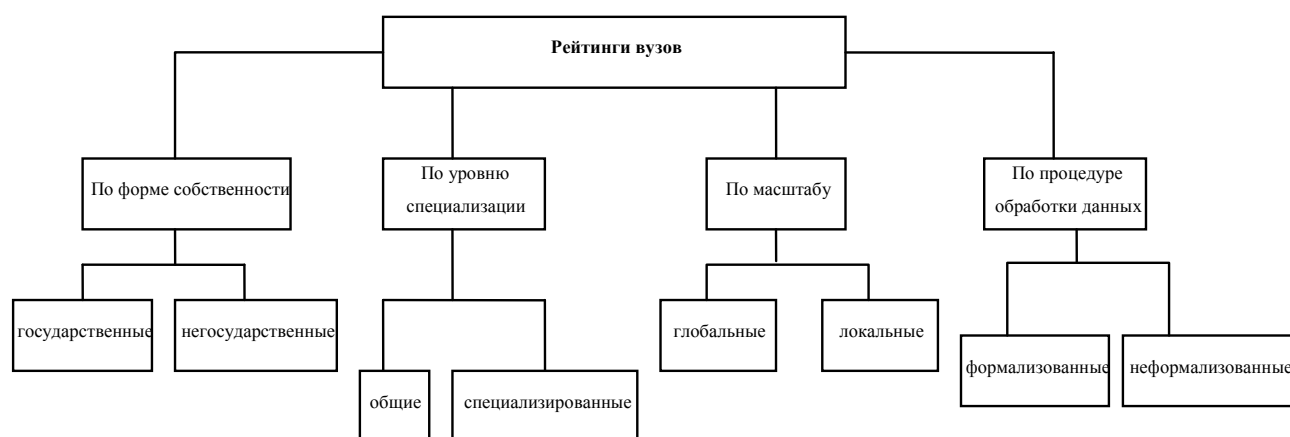 Рейтинги вузов
По форме собственности
По уровню
специализации
По масштабу
По процедуре
обработки данных
государственные
негосударственные
общие
специализированные
глобальные
локальные
формализованные
неформализованные